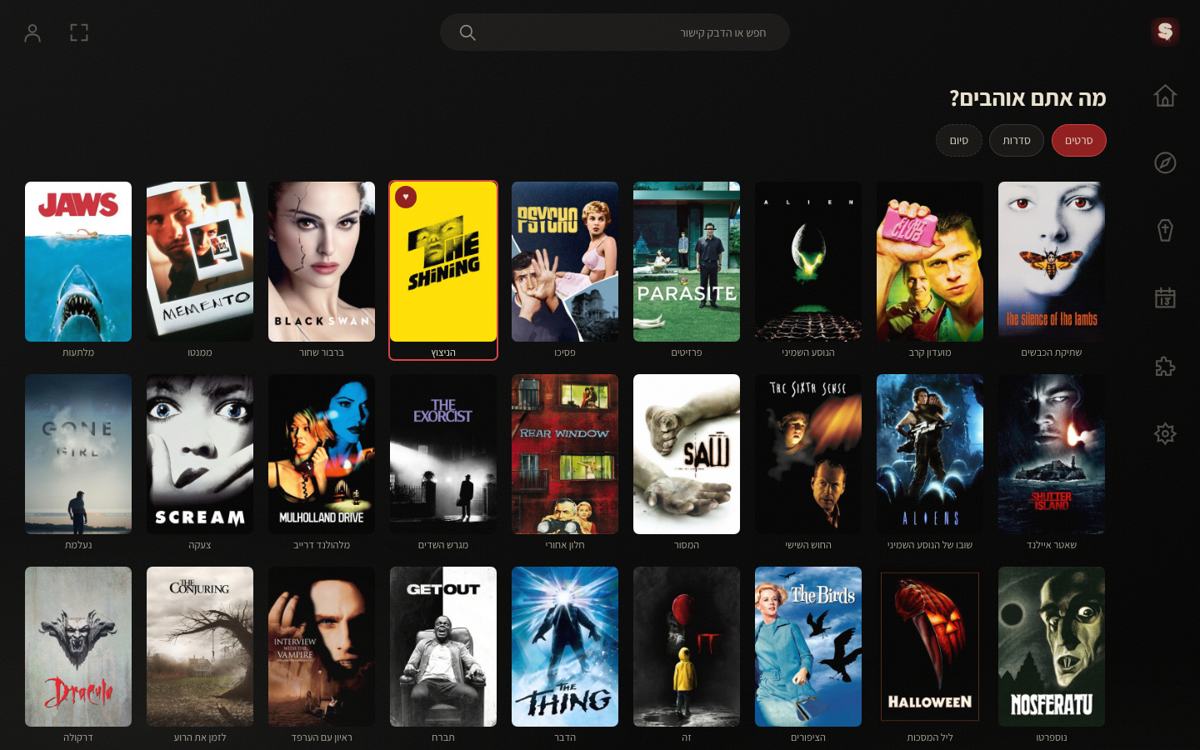 S
חפש או הדבק קישור
מה אתם אוהבים?
סרטים
סדרות
סיום
the silence of the lambs
FIGHT CLUB
ALIEN
PARASITE
PSYCHO
THE SHiNiNG
BLACK SWAN
MEMENTO
JAWS
שתיקת הכבשים
מועדון קרב
הנוסע השמיני
פרזיטים
פסיכו
הניצוץ
ברבור שחור
ממנטו
מלתעות
13
SHUTTER ISLAND
ALIENS
THE SIXTH SENSE
SAW
REAR WINDOW
THE EXORCIST
MULHOLLAND DRIVE
SCREAM
GONE GIRL
שאטר איילנד
שובו של הנוסע השמיני
החוש השישי
המסור
חלון אחורי
מגרש השדים
מלהולנד דרייב
צעקה
נעלמת
NOSFERATU
HALLOWEEN
The Birds
IT
THE THING
GET OUT
INTERVIEW WITH THE VAMPIRE
THE CONJURING
Dracula
נוספרטו
ליל המסכות
הציפורים
זה
הדבר
תברח
ראיון עם הערפד
לזמן את הרוע
דרקולה